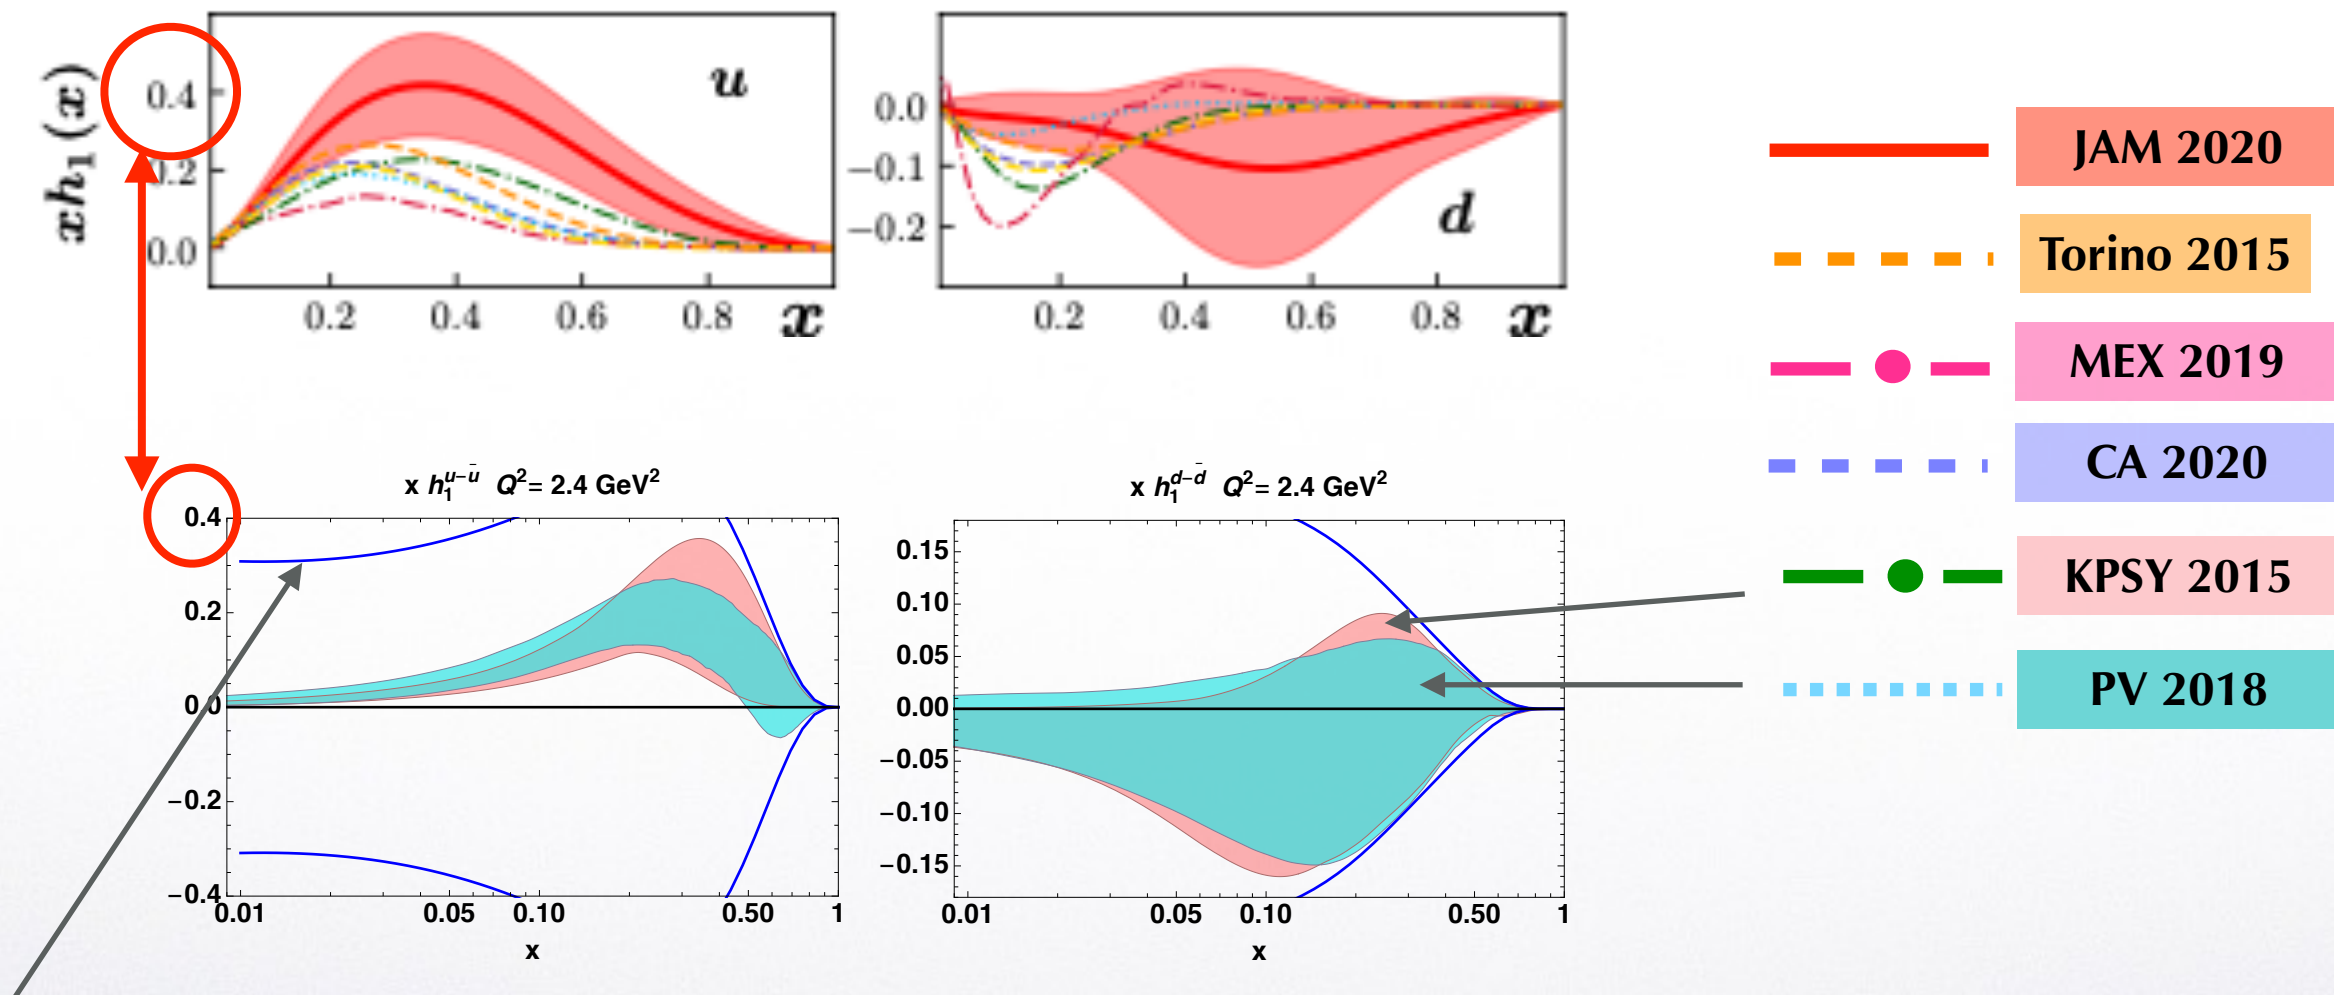 xh₁(x)
0.4
0.2
0.0
u
0.2 0.4 0.6 0.8 x
0.0
−0.1
−0.2
d
0.2 0.4 0.6 0.8 x
JAM 2020
Torino 2015
MEX 2019
CA 2020
KPSY 2015
PV 2018
x h₁^{u−ū} Q²= 2.4 GeV²
0.4
0.2
0.0
−0.2
−0.4
0.01 0.05 0.10 0.50 1
x
x h₁^{d−d̄} Q²= 2.4 GeV²
0.15
0.10
0.05
0.00
−0.05
−0.10
−0.15
0.01 0.05 0.10 0.50 1
x